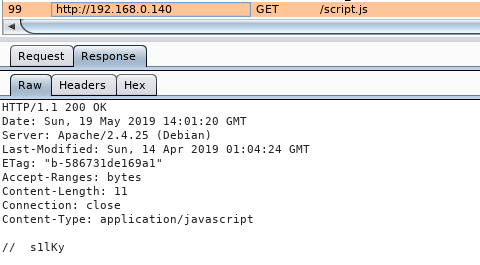 99 http://192.168.0.140 GET /script.js
Request Response
Raw Headers Hex
HTTP/1.1 200 OK
Date: Sun, 19 May 2019 14:01:20 GMT
Server: Apache/2.4.25 (Debian)
Last-Modified: Sun, 14 Apr 2019 01:04:24 GMT
ETag: "b-586731de169a1"
Accept-Ranges: bytes
Content-Length: 11
Connection: close
Content-Type: application/javascript
// s1lKy